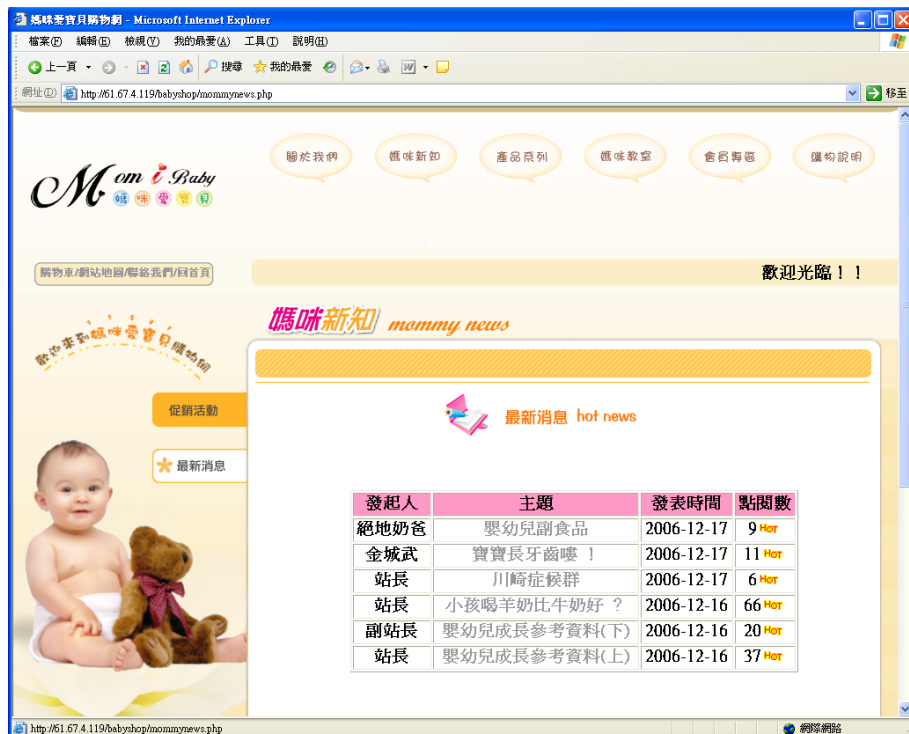 媽咪愛寶貝購物網 - Microsoft Internet Explorer
檔案(F) 編輯(E) 檢視(V) 我的最愛(A) 工具(T) 說明(H)
上一頁 搜尋 我的最愛
網址(D) http://61.67.4.119/babyshop/mommynews.php 移至
關於我們 媽咪新知 產品系列 媽咪教室 會員專區 購物說明
Mom i Baby
媽咪愛寶貝
購物車/網站地圖/聯絡我們/回首頁
歡迎光臨！！
歡迎來到媽咪愛寶貝購物網
媽咪新知 mommy news
促銷活動
最新消息 hot news
最新消息
發起人 主題 發表時間 點閱數
絕地奶爸 嬰幼兒副食品 2006-12-17 9 HOT
金城武 寶寶長牙齒嘍 ！ 2006-12-17 11 HOT
站長 川崎症候群 2006-12-17 6 HOT
站長 小孩喝羊奶比牛奶好 ？ 2006-12-16 66 HOT
副站長 嬰幼兒成長參考資料(下) 2006-12-16 20 HOT
站長 嬰幼兒成長參考資料(上) 2006-12-16 37 HOT
http://61.67.4.119/babyshop/mommynews.php 網際網路